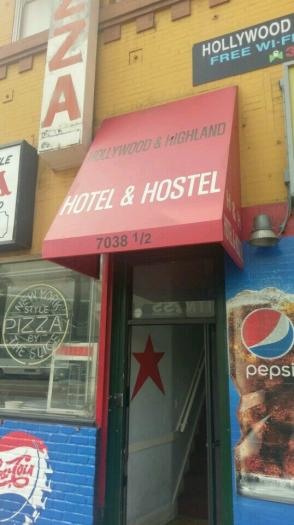 ZZA
HOLLYWOOD
FREE WI-F
HOLLYWOOD & HIGHLAND
HOTEL & HOSTEL
7038 1/2
NEW YORK
STYLE
PIZZA
BY
THE SLICE
pepsi